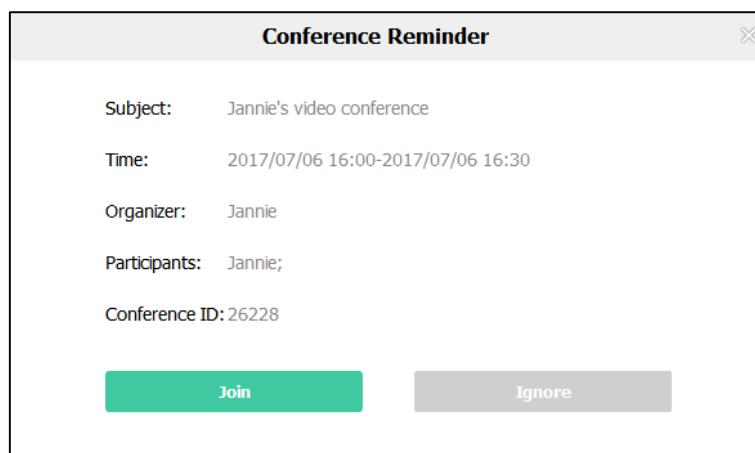 Conference Reminder
Subject: Jannie's video conference
Time: 2017/07/06 16:00-2017/07/06 16:30
Organizer: Jannie
Participants: Jannie;
Conference ID: 26228
Join Ignore